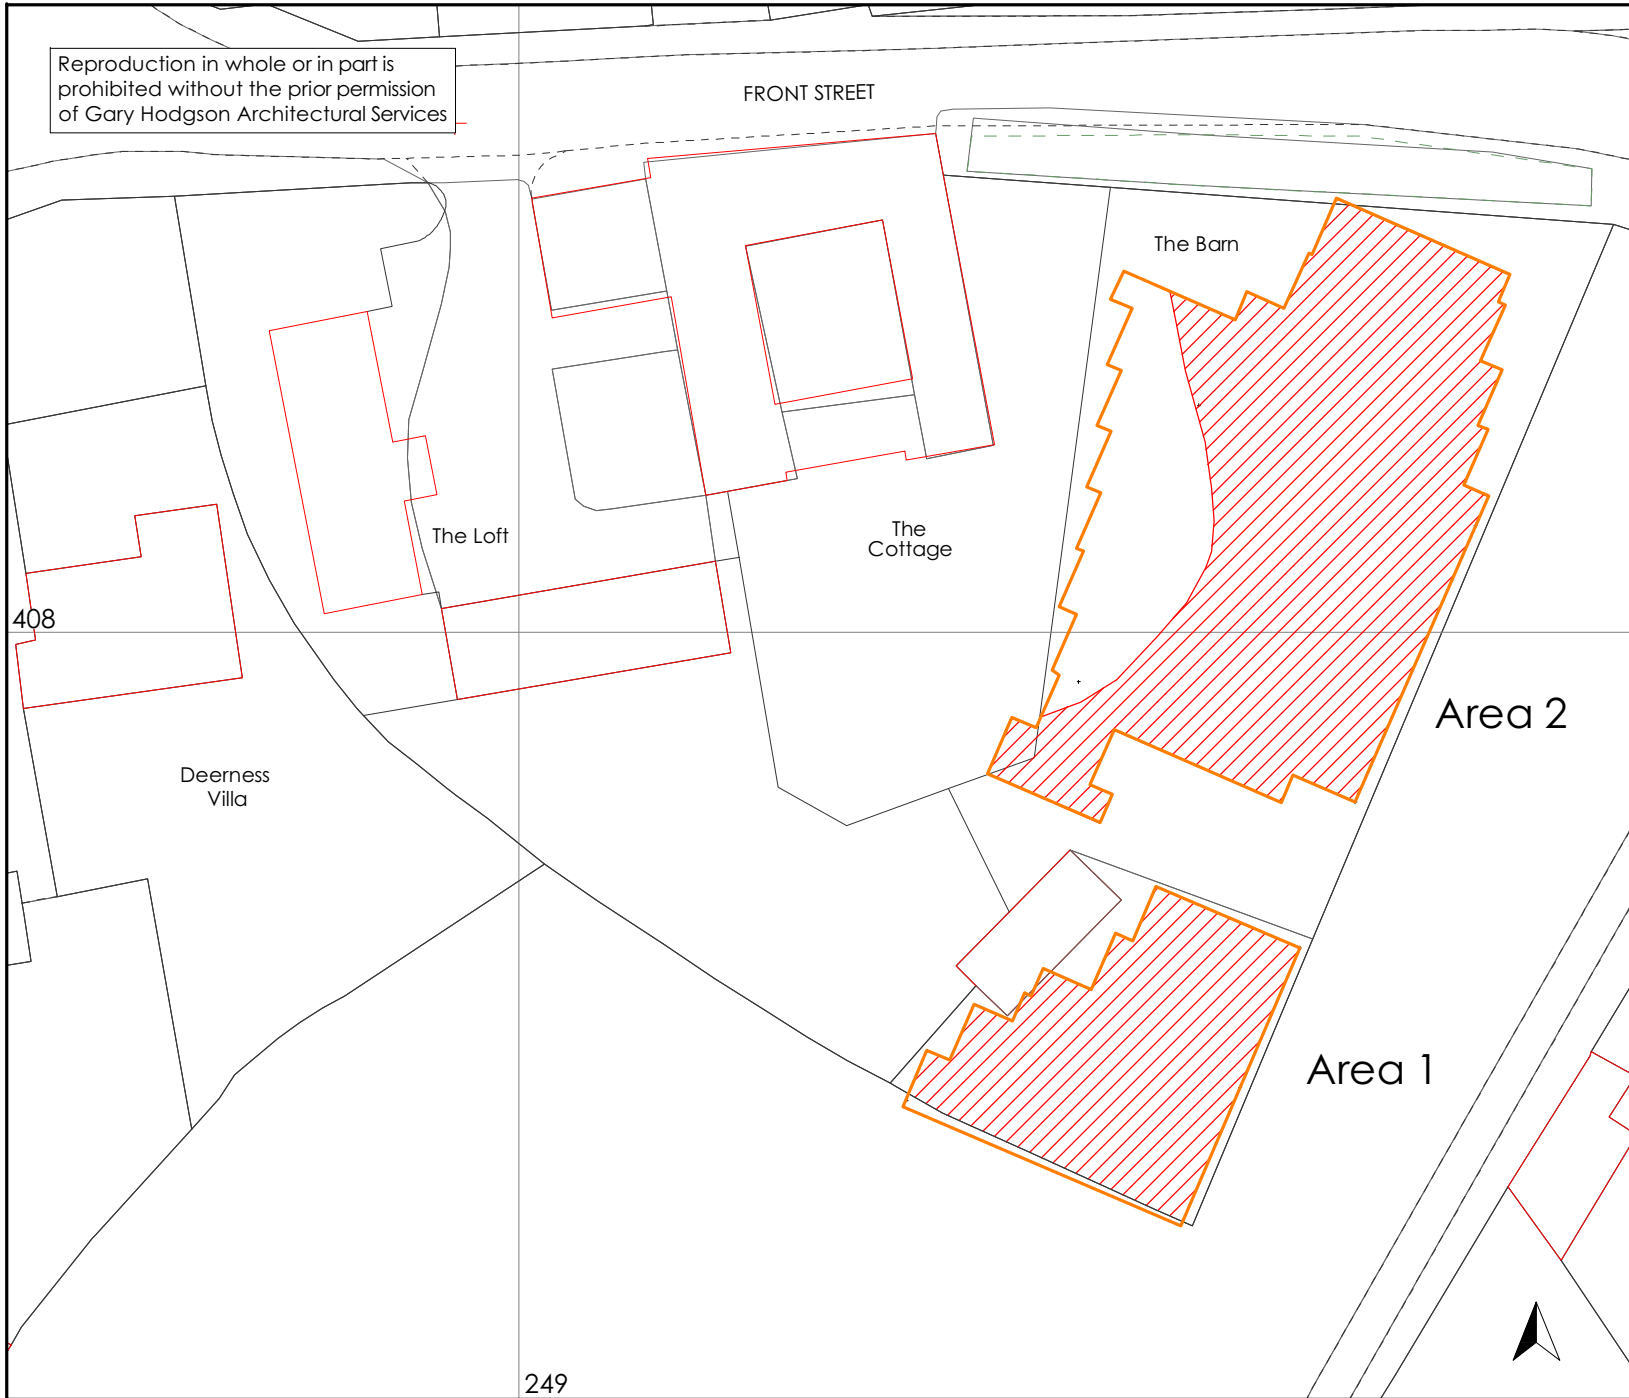 Reproduction in whole or in part is
prohibited without the prior permission
of Gary Hodgson Architectural Services
FRONT STREET
The Barn
The Loft
The
Cottage
408
Area 2
Deerness
Villa
Area 1
249